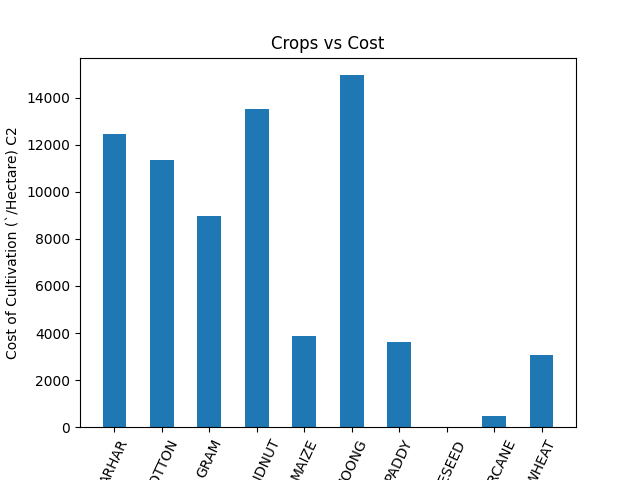 Crops vs Cost
Cost of Cultivation (`/Hectare) C2
14000
12000
10000
8000
6000
4000
2000
0
ARHAR
OTTON
GRAM
IDNUT
MAIZE
OONG
PADDY
ESEED
RCANE
WHEAT